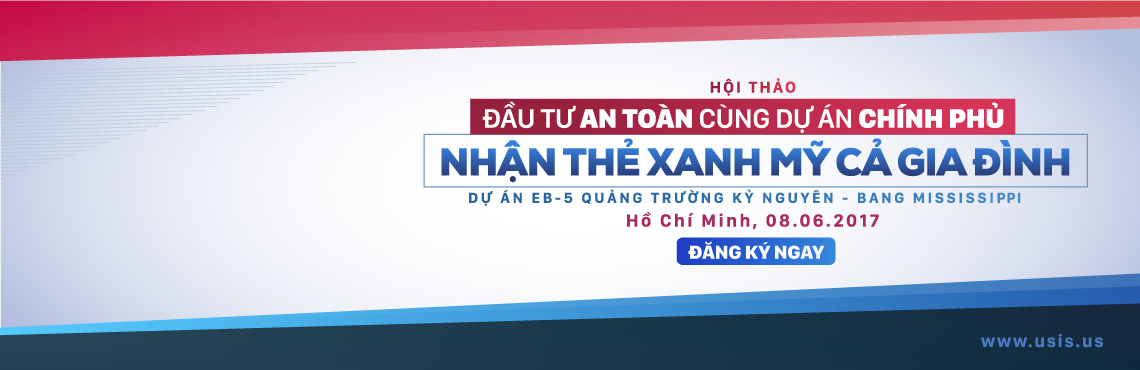 HỘI THẢO
ĐẦU TƯ AN TOÀN CÙNG DỰ ÁN CHÍNH PHỦ
NHẬN THẺ XANH MỸ CẢ GIA ĐÌNH
DỰ ÁN EB-5 QUẢNG TRƯỜNG KỶ NGUYÊN - BANG MISSISSIPPI
Hồ Chí Minh, 08.06.2017
ĐĂNG KÝ NGAY
www.usis.us